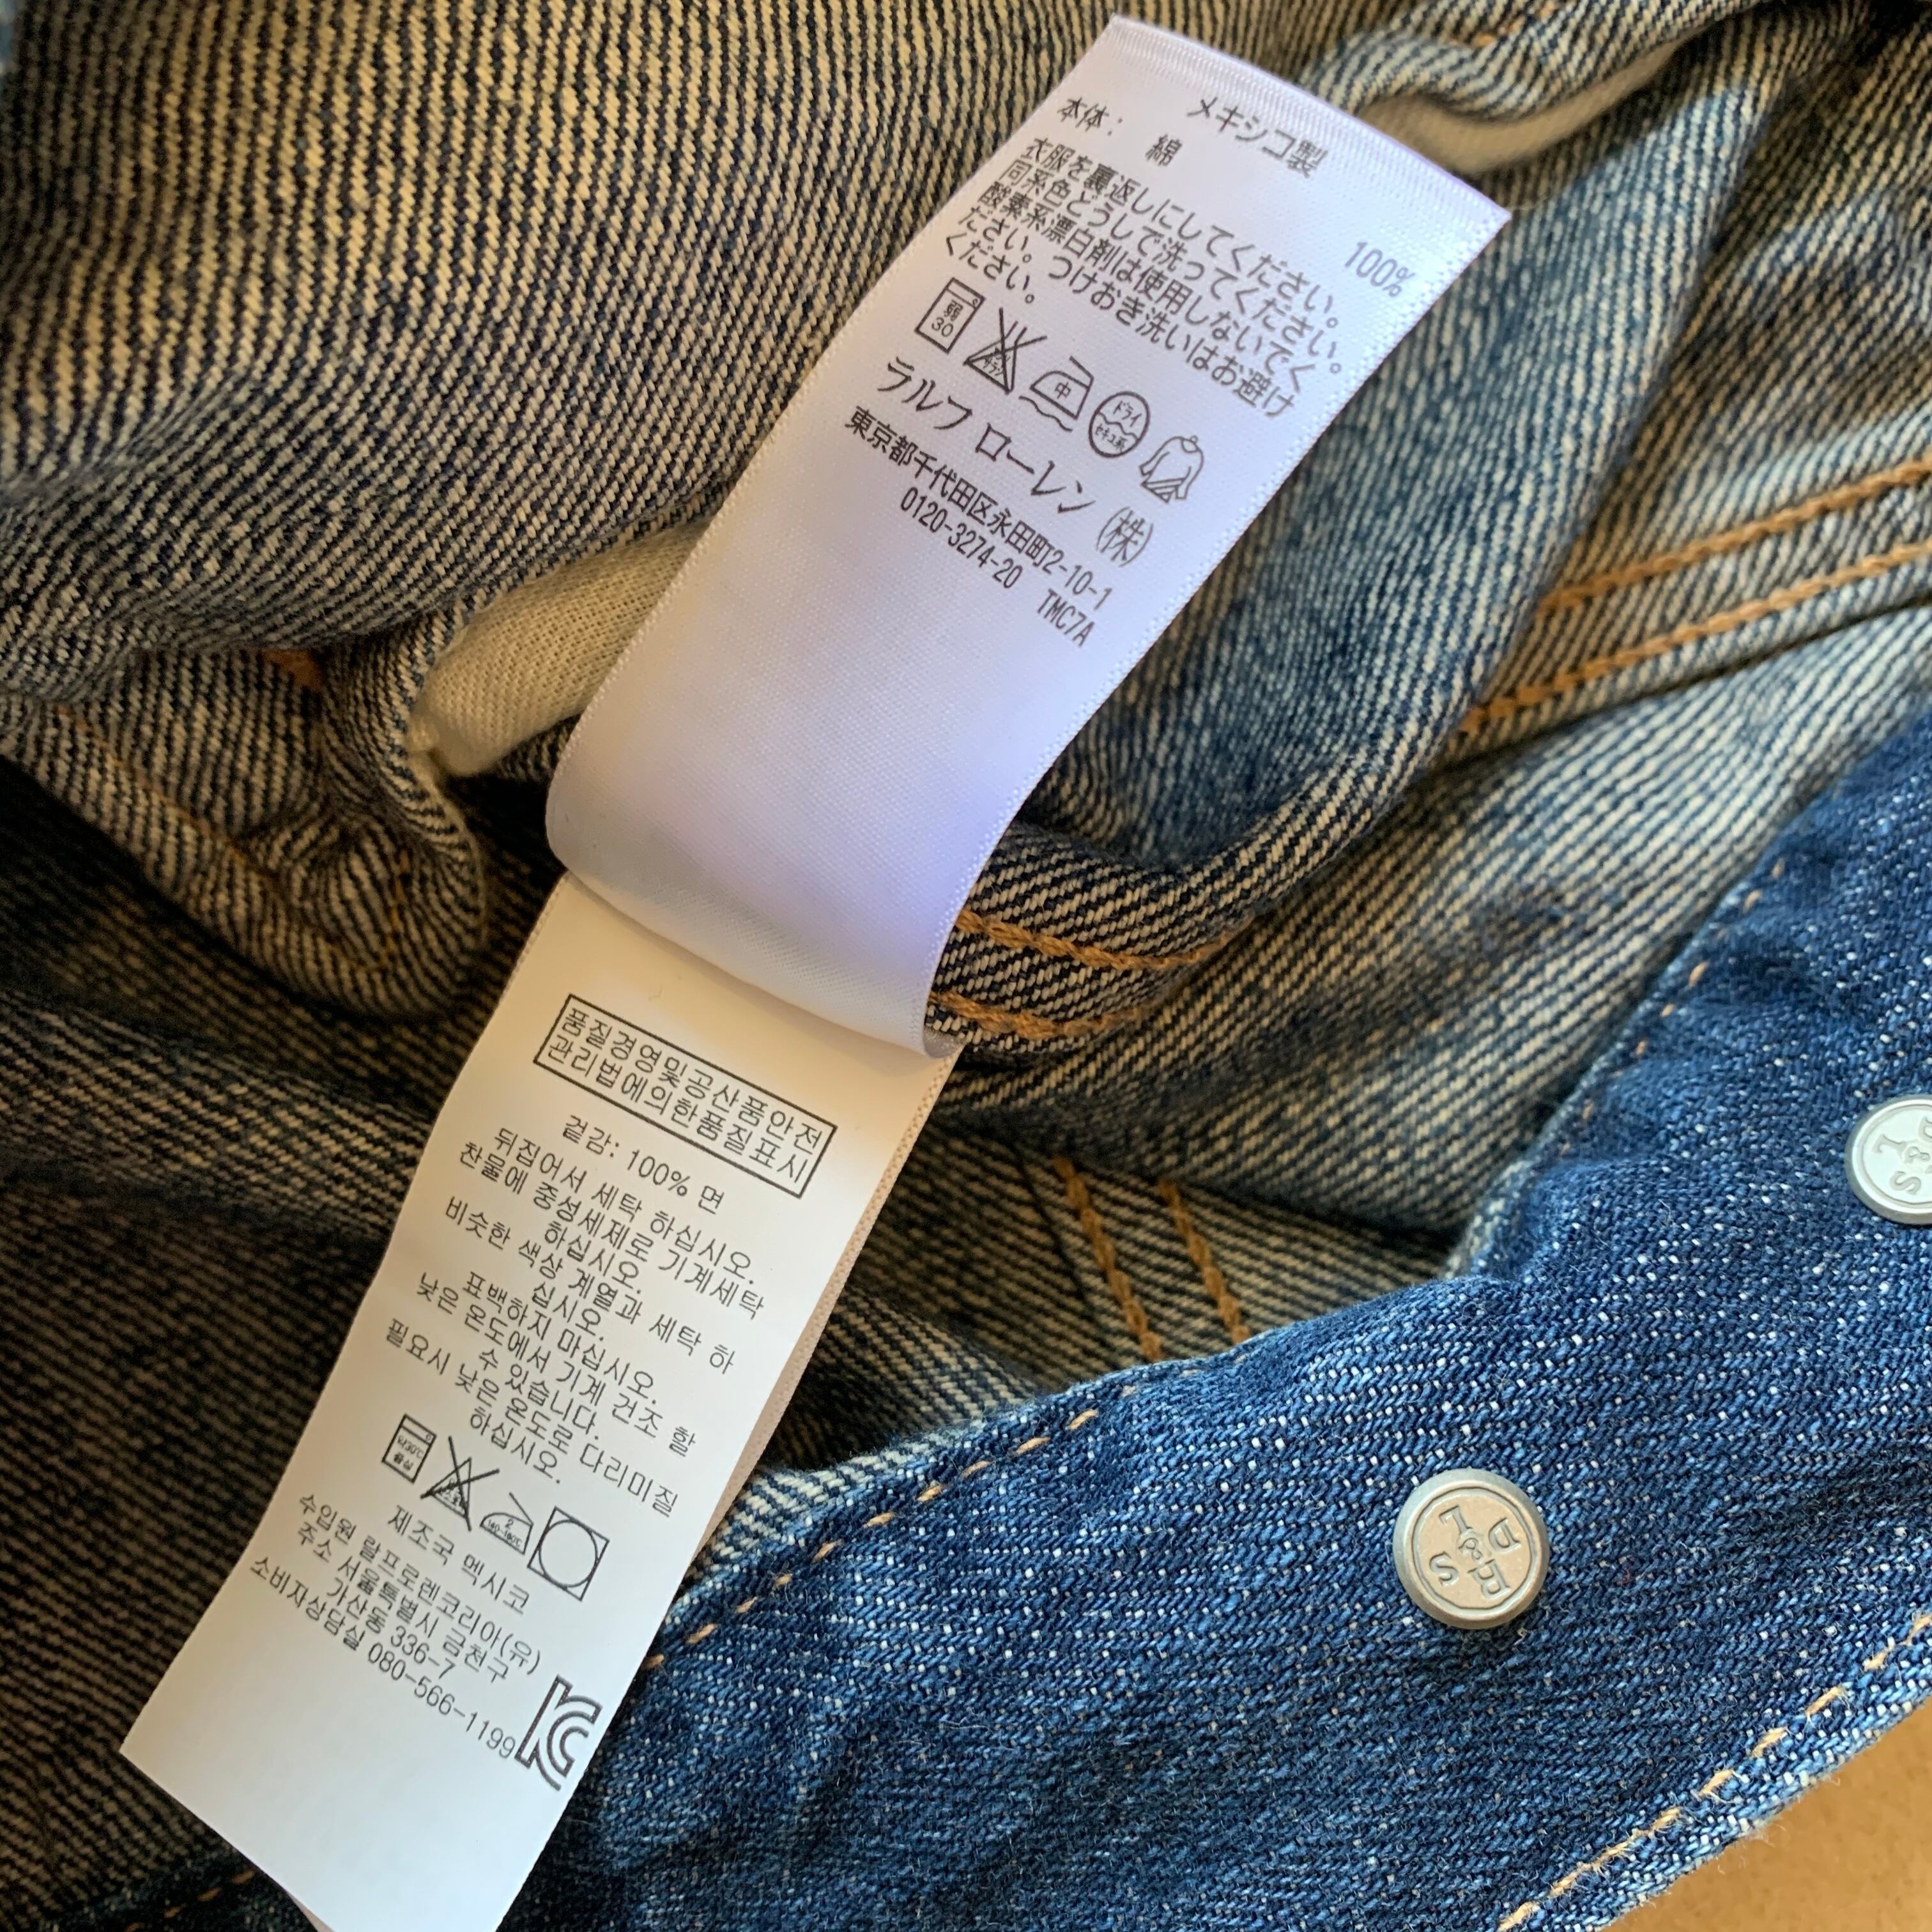 メキシコ製
本体: 綿 100%
衣服を裏返しにしてください。
同系色どうしで洗ってください。
酸素系漂白剤は使用しないでく
ださい。つけおき洗いはお避け
ください。
弱
30
中
ドライ
セキユ系
ラルフ ローレン ㈱
東京都千代田区永田町2-10-1
0120-3274-20 TMC7A
품질경영및공산품안전
관리법에의한품질표시
겉감: 100% 면
뒤집어서 세탁 하십시오.
찬물에 중성세제로 기계세탁
하십시오.
비슷한 색상 계열과 세탁 하
십시오.
표백하지 마십시오.
낮은 온도에서 기계 건조 할
수 있습니다.
필요시 낮은 온도로 다리미질
하십시오.
제조국 멕시코
수입원 랄프로렌코리아(유)
주소 서울특별시 금천구
가산동 336-7
소비자상담실 080-566-1199